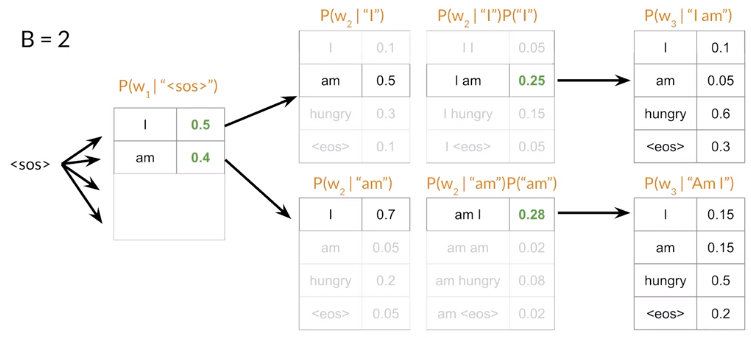 B = 2
<sos>
P(w1 | “<sos>”)
I 0.5
am 0.4
P(w2 | “I”)
I 0.1
am 0.5
hungry 0.3
<eos> 0.1
P(w2 | “I”)P(“I”)
I I 0.05
I am 0.25
I hungry 0.15
I <eos> 0.05
P(w3 | “I am”)
I 0.1
am 0.05
hungry 0.6
<eos> 0.3
P(w2 | “am”)
I 0.7
am 0.05
hungry 0.2
<eos> 0.05
P(w2 | “am”)P(“am”)
am I 0.28
am am 0.02
am hungry 0.08
am <eos> 0.02
P(w3 | “Am I”)
I 0.15
am 0.15
hungry 0.5
<eos> 0.2